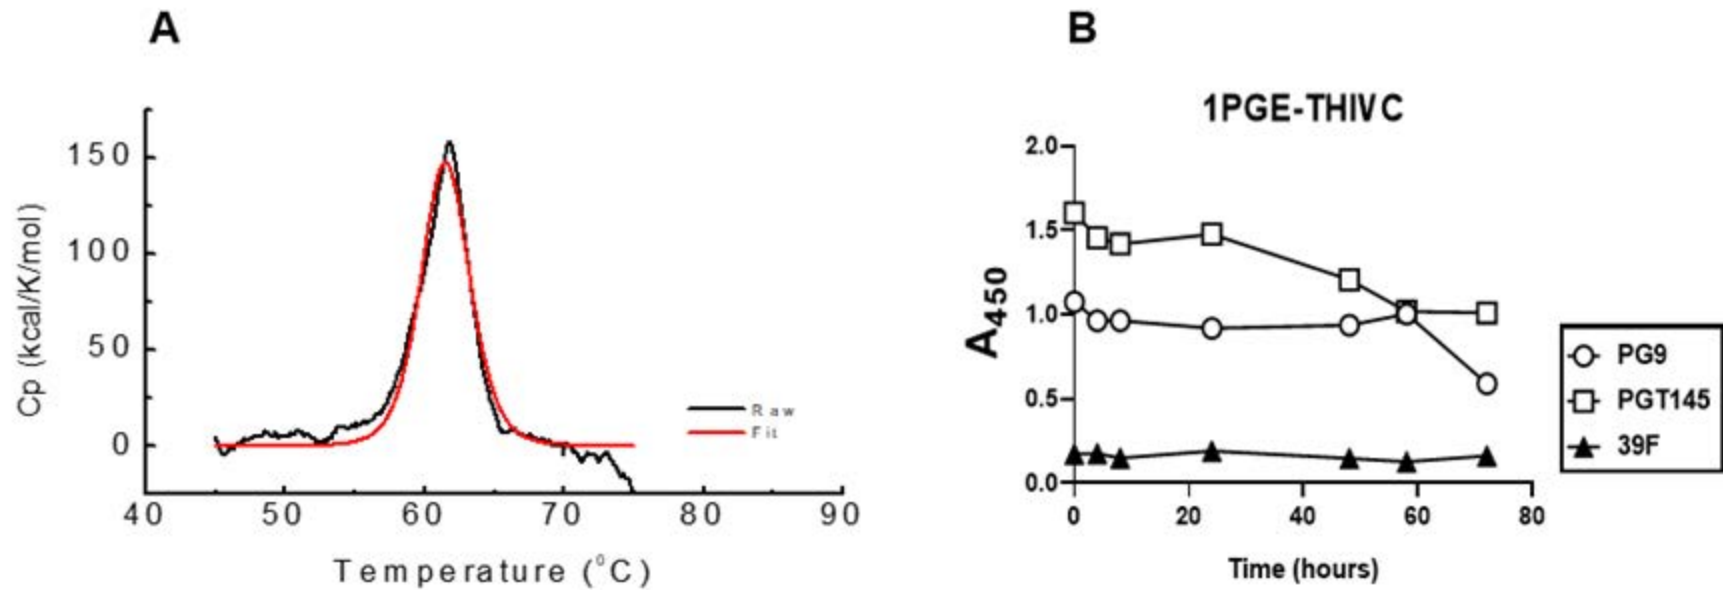 A
150
100
50
0
Cp (kcal/K/mol)
40 50 60 70 80 90
Temperature (⁰C)
Raw
Fit
B
1PGE-THIVC
2.0
1.5
1.0
0.5
0.0
A450
0 20 40 60 80
Time (hours)
PG9
PGT145
39F